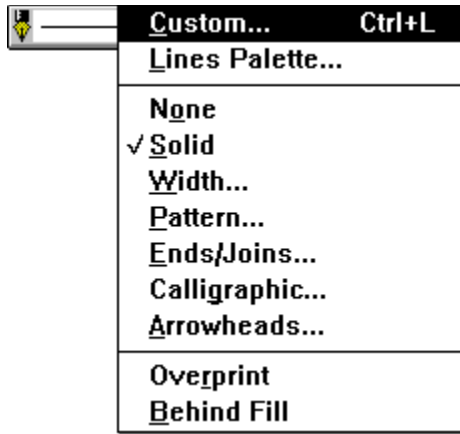 Custom... Ctrl+L
Lines Palette...
None
Solid
Width...
Pattern...
Ends/Joins...
Calligraphic...
Arrowheads...
Overprint
Behind Fill